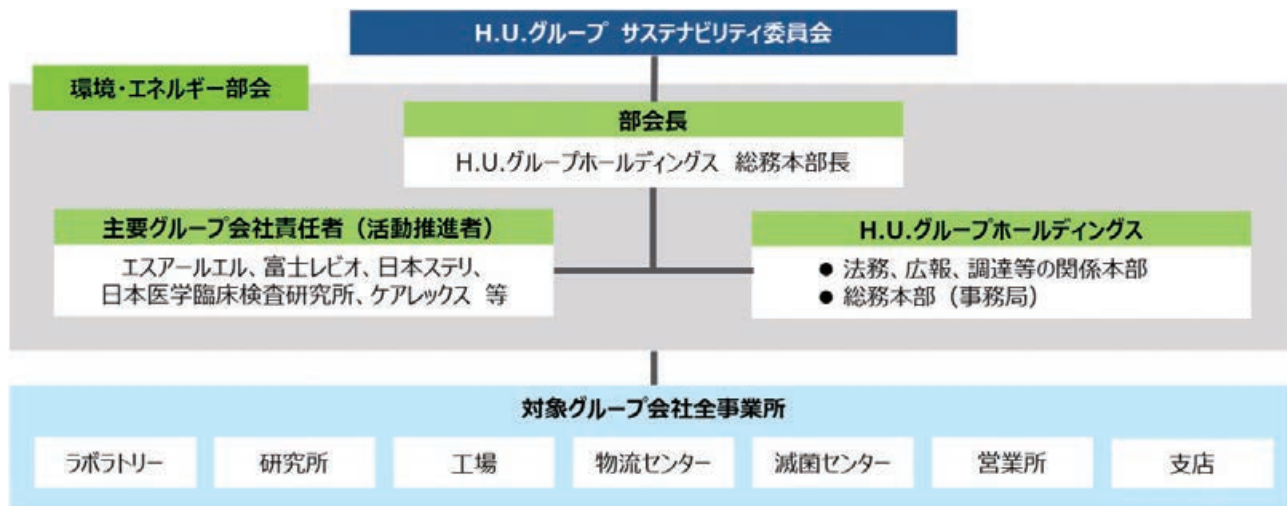 H.U.グループ サステナビリティ委員会
環境・エネルギー部会
部会長
H.U.グループホールディングス 総務本部長
主要グループ会社責任者（活動推進者）
エスアールエル、富士レビオ、日本ステリ、
日本医学臨床検査研究所、ケアレックス 等
H.U.グループホールディングス
● 法務、広報、調達等の関係本部
● 総務本部（事務局）
対象グループ会社全事業所
ラボラトリー
研究所
工場
物流センター
滅菌センター
営業所
支店